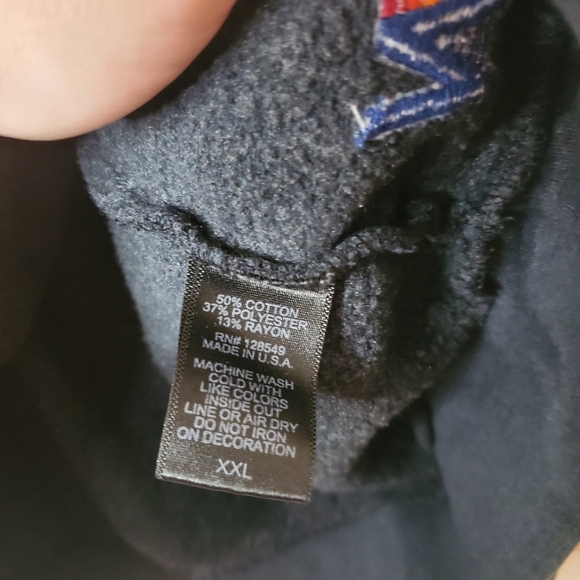 50% COTTON
37% POLYESTER
13% RAYON
RN# 128549
MADE IN U.S.A.
MACHINE WASH
COLD WITH
LIKE COLORS
INSIDE OUT
LINE OR AIR DRY
DO NOT IRON
ON DECORATION
XXL